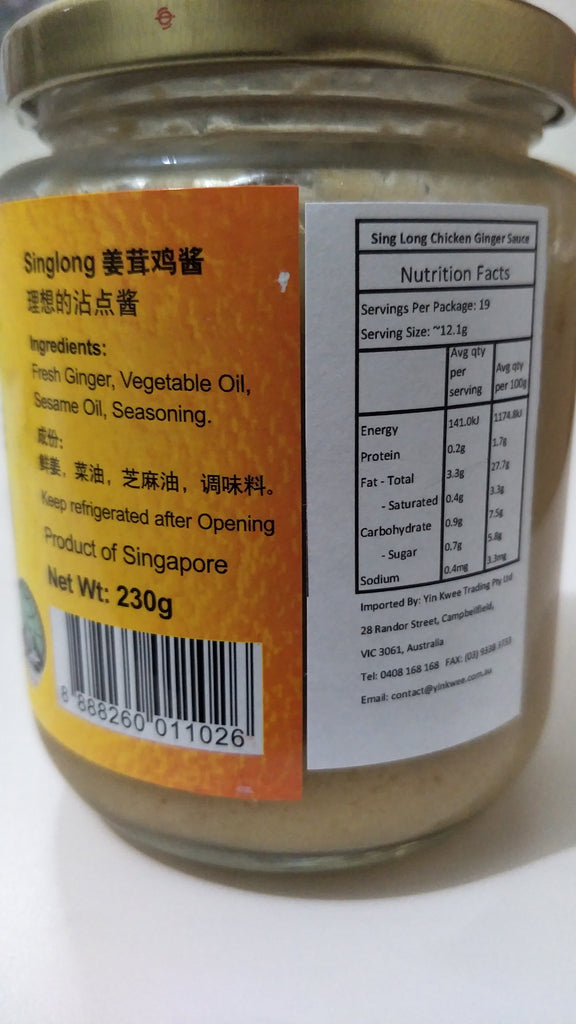 Singlong 姜茸鸡酱
理想的沾点酱
Ingredients:
Fresh Ginger, Vegetable Oil,
Sesame Oil, Seasoning.
成份:
鲜姜, 菜油, 芝麻油, 调味料。
Keep refrigerated after Opening
Product of Singapore
Net Wt: 230g
8 888260 011026
Sing Long Chicken Ginger Sauce
Nutrition Facts
Servings Per Package: 19
Serving Size: ~12.1g
Avg qty per serving Avg qty per 100g
Energy 141.0kJ 1174.8kJ
Protein 0.2g 1.7g
Fat - Total 3.3g 27.7g
- Saturated 0.4g 3.3g
Carbohydrate 0.9g 7.5g
- Sugar 0.7g 5.8g
Sodium 0.4mg 3.3mg
Imported By: Yin Kwee Trading Pty Ltd
28 Randor Street, Campbellfield,
VIC 3061, Australia
Tel: 0408 168 168 FAX: (03) 9338
Email: contact@yinkwee.com.au